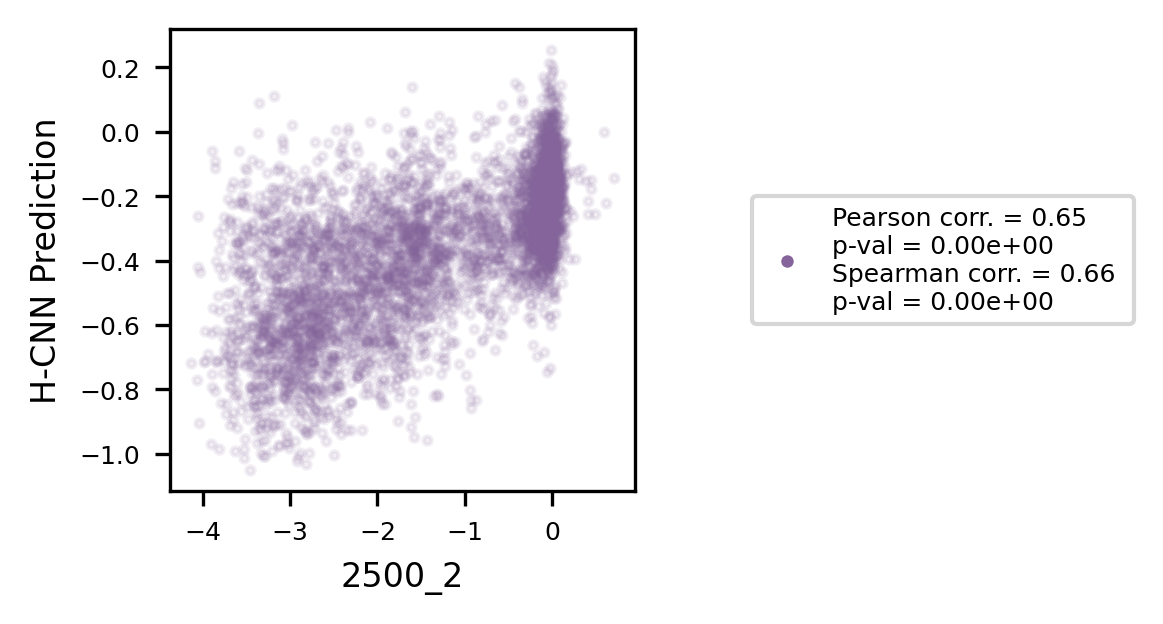 H-CNN Prediction
0.2
0.0
−0.2
−0.4
−0.6
−0.8
−1.0
−4
−3
−2
−1
0
2500_2
Pearson corr. = 0.65
p-val = 0.00e+00
Spearman corr. = 0.66
p-val = 0.00e+00